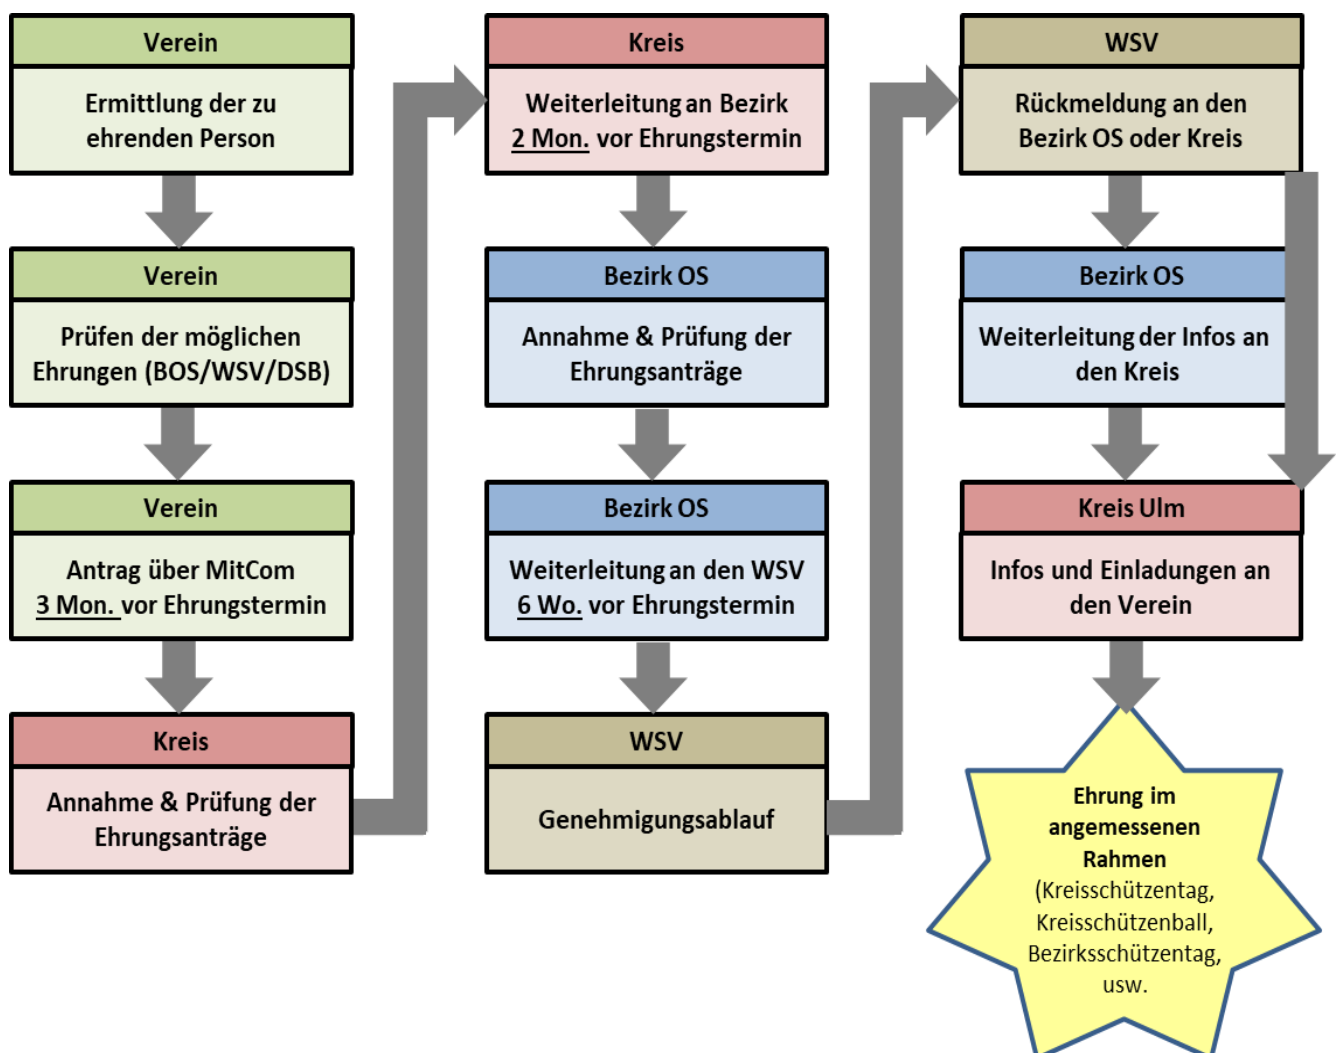 Verein
Ermittlung der zu
ehrenden Person
Verein
Prüfen der möglichen
Ehrungen (BOS/WSV/DSB)
Verein
Antrag über MitCom
3 Mon. vor Ehrungstermin
Kreis
Annahme & Prüfung der
Ehrungsanträge
Kreis
Weiterleitung an Bezirk
2 Mon. vor Ehrungstermin
Bezirk OS
Annahme & Prüfung der
Ehrungsanträge
Bezirk OS
Weiterleitung an den WSV
6 Wo. vor Ehrungstermin
WSV
Genehmigungsablauf
WSV
Rückmeldung an den
Bezirk OS oder Kreis
Bezirk OS
Weiterleitung der Infos an
den Kreis
Kreis Ulm
Infos und Einladungen an
den Verein
Ehrung im
angemessenen
Rahmen
(Kreisschützentag,
Kreisschützenball,
Bezirksschützentag,
usw.